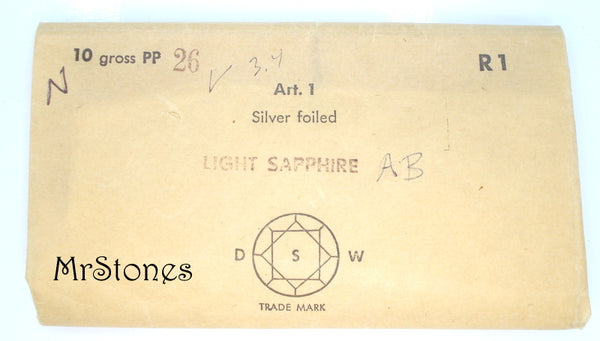 10 gross PP 26 R1
N √ 3.4
Art. 1
Silver foiled
LIGHT SAPPHIRE AB
D S W
MrStones
TRADE MARK